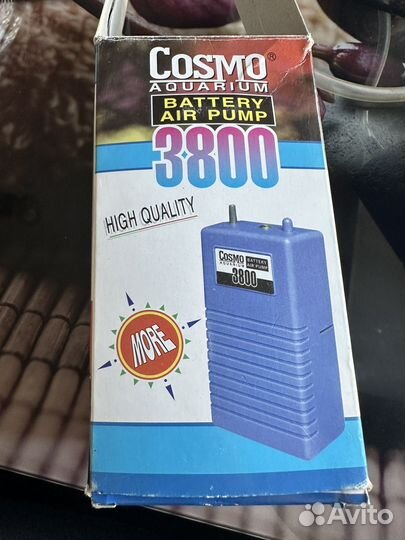 COSMO®
AQUARIUM
BATTERY
AIR PUMP
3800
HIGH QUALITY
COSMO BATTERY
AQUARIUM AIR PUMP
3800
MORE
Avito